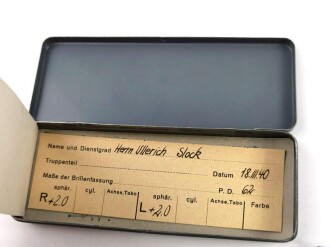 Name und Dienstgrad Herrn Ullerich Slock
Truppenteil Datum 18.III.40
Maße der Brillenfassung P. D. 62
sphär. cyl. Achse, Tabo sphär. cyl. Achse, Tabo Farbe
R +2.0 L +2.0